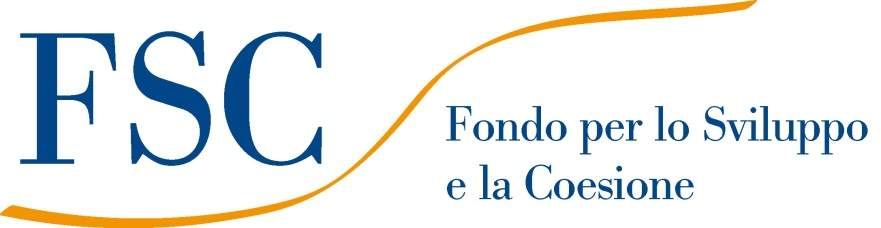 FSC
Fondo per lo Sviluppo
e la Coesione